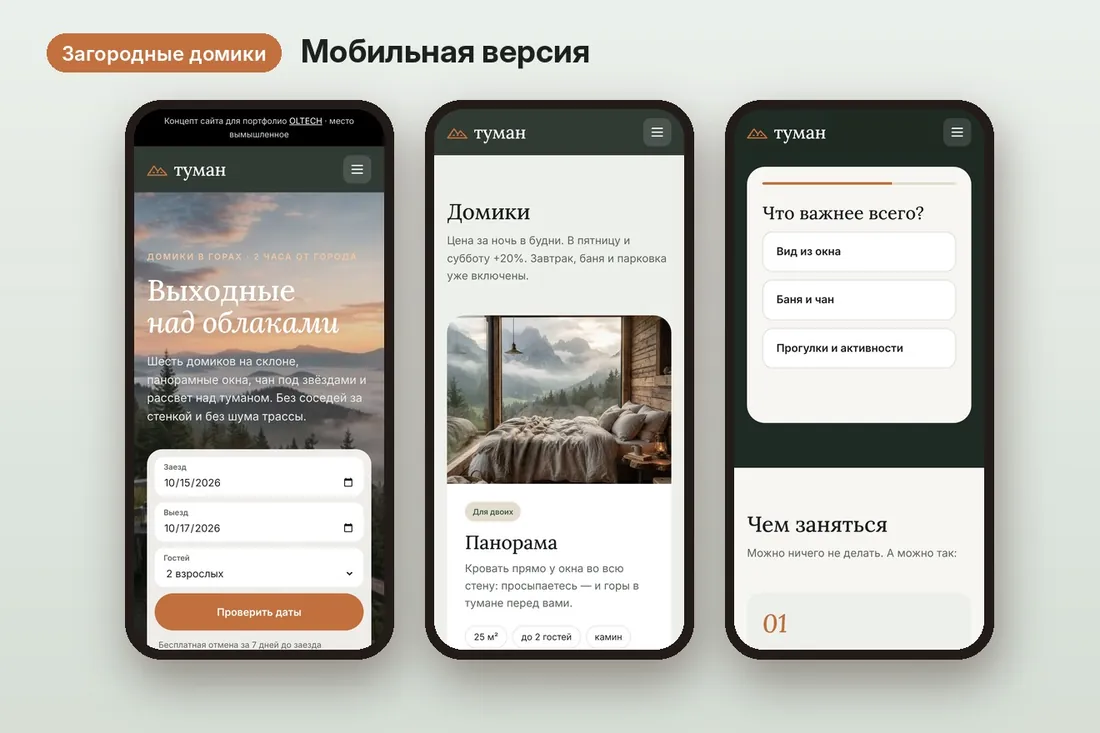 Загородные домики
Мобильная версия
Концепт сайта для портфолио OLTECH · место
вымышленное
туман
ДОМИКИ В ГОРАХ · 2 ЧАСА ОТ ГОРОДА
Выходные
над облаками
Шесть домиков на склоне,
панорамные окна, чан под звёздами и
рассвет над туманом. Без соседей за
стенкой и без шума трассы.
Заезд
10/15/2026
Выезд
10/17/2026
Гостей
2 взрослых
Проверить даты
Бесплатная отмена за 7 дней до заезда
туман
Домики
Цена за ночь в будни. В пятницу и
субботу +20%. Завтрак, баня и парковка
уже включены.
Для двоих
Панорама
Кровать прямо у окна во всю
стену: просыпаетесь — и горы в
тумане перед вами.
25 м²
до 2 гостей
камин
туман
Что важнее всего?
Вид из окна
Баня и чан
Прогулки и активности
Чем заняться
Можно ничего не делать. А можно так:
01